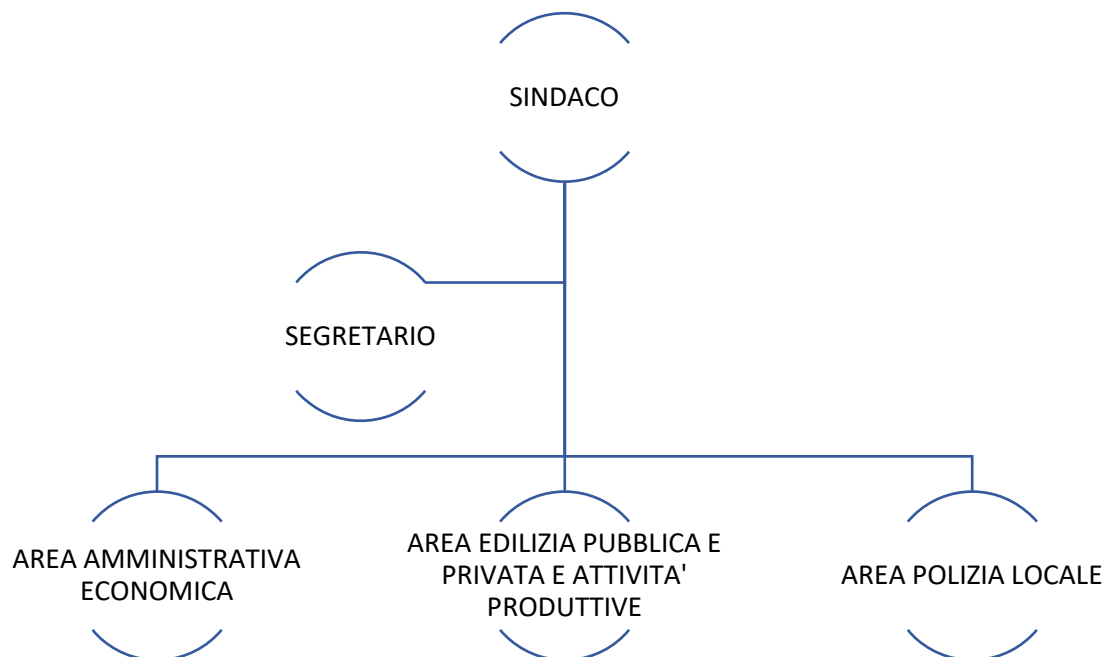 SINDACO
SEGRETARIO
AREA AMMINISTRATIVA
ECONOMICA
AREA EDILIZIA PUBBLICA E
PRIVATA E ATTIVITA'
PRODUTTIVE
AREA POLIZIA LOCALE